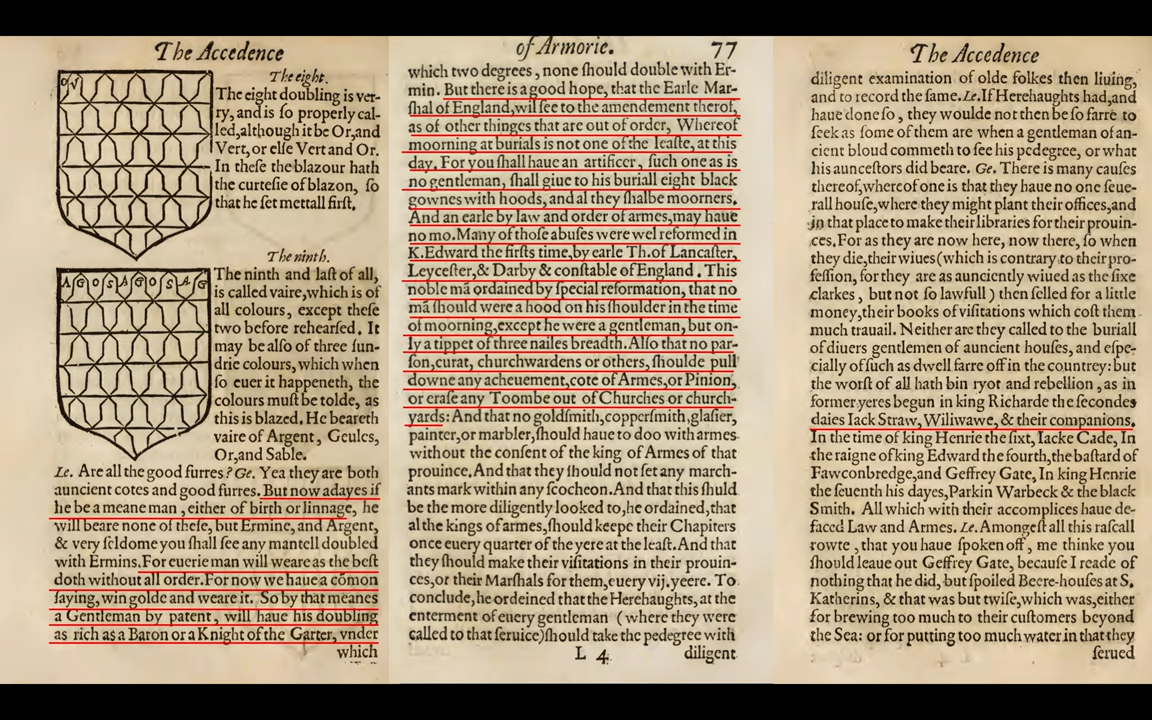 The Accedence
OV
The eight.
The eight doubling is ver-
ry, and is ſo properly cal-
led, although it be Or, and
Vert, or elſe Vert and Or.
In theſe the blazour hath
the curteſie of blazon, ſo
that he ſet mettall firſt.
AGOSAGOSAG
The ninth.
The ninth and laſt of all,
is called vaire, which is of
all colours, except theſe
two before rehearſed. It
may be alſo of three ſun-
drie colours, which when
ſo euer it happeneth, the
colours muſt be tolde, as
this is blazed. He beareth
vaire of Argent, Geules,
Or, and Sable.
Le. Are all the good furres? Ge. Yea they are both
auncient cotes and good furres. But now adayes if
he be a meane man, either of birth or linnage, he
will beare none of theſe, but Ermine, and Argent,
& very ſeldome you ſhall ſee any mantell doubled
with Ermins. For euerie man will weare as the beſt
doth without all order. For now we haue a cōmon
ſaying, win golde and weare it. So by that meanes
a Gentleman by patent, will haue his doubling
as rich as a Baron or a Knight of the Garter, vnder
which
of Armorie. 77
which two degrees, none ſhould double with Er-
min. But there is a good hope, that the Earle Mar-
ſhal of England, wil ſee to the amendement therof,
as of other thinges that are out of order, Whereof
moorning at burials is not one of the leaſte, at this
day. For you ſhall haue an artificer, ſuch one as is
no gentleman, ſhall giue to his buriall eight black
gownes with hoods, and al they ſhalbe moorners.
And an earle by law and order of armes, may haue
no mo. Many of thoſe abuſes were wel reformed in
K. Edward the firſts time, by earle Th. of Lancaſter,
Leyceſter, & Darby & conſtable of England. This
noble mā ordained by ſpecial reformation, that no
mā ſhould were a hood on his ſhoulder in the time
of moorning, except he were a gentleman, but on-
ly a tippet of three nailes breadth. Alſo that no par-
ſon, curat, churchwardens or others, ſhoulde pull
downe any acheuement, cote of Armes, or Pinion,
or eraſe any Toombe out of Churches or church-
yards: And that no goldſmith, copperſmith, glaſier,
painter, or marbler, ſhould haue to doo with armes
without the conſent of the king of Armes of that
prouince. And that they ſhould not ſet any march-
ants mark within any ſcocheon. And that this ſhuld
be the more diligently looked to, he ordained, that
al the kings of armes, ſhould keepe their Chapiters
once euery quarter of the yere at the leaſt. And that
they ſhould make their viſitations in their prouin-
ces, or their Marſhals for them, euery vij. yeere. To
conclude, he ordeined that the Herehaughts, at the
enterment of euery gentleman (where they were
called to that ſeruice) ſhould take the pedegree with
L 4. diligent
The Accedence
diligent examination of olde folkes then liuing,
and to record the ſame. Le. If Herehaughts had, and
haue done ſo, they woulde not then be ſo farre to
ſeek as ſome of them are when a gentleman of an-
cient bloud commeth to ſee his pedegree, or what
his aunceſtors did beare. Ge. There is many cauſes
thereof, whereof one is that they haue no one ſeue-
rall houſe, where they might plant their offices, and
in that place to make their libraries for their prouin-
ces. For as they are now here, now there, ſo when
they die, their wiues (which is contrary to their pro-
feſſion, for they are as aunciently wiued as the ſixe
clarkes, but not ſo lawfull) then ſelled for a little
money, their books of viſitations which coſt them
much trauail. Neither are they called to the buriall
of diuers gentlemen of auncient houſes, and eſpe-
cially of ſuch as dwell farre off in the countrey: but
the worſt of all hath bin ryot and rebellion, as in
former yeres begun in king Richarde the ſecondes
daies Iack Straw, Wiliwawe, & their companions.
In the time of king Henrie the ſixt, Iacke Cade, In
the raigne of king Edward the fourth, the baſtard of
Fawconbredge, and Geffrey Gate, In king Henrie
the ſeuenth his dayes, Parkin Warbeck & the black
Smith. All which with their accomplices haue de-
faced Law and Armes. Le. Amongeſt all this raſcall
rowte, that you haue ſpoken off, me thinke you
ſhould leaue out Geffrey Gate, becauſe I reade of
nothing that he did, but ſpoiled Beere-houſes at S.
Katherins, & that was but twiſe, which was, either
for brewing too much to their cuſtomers beyond
the Sea: or for putting too much water in that they
ſerued